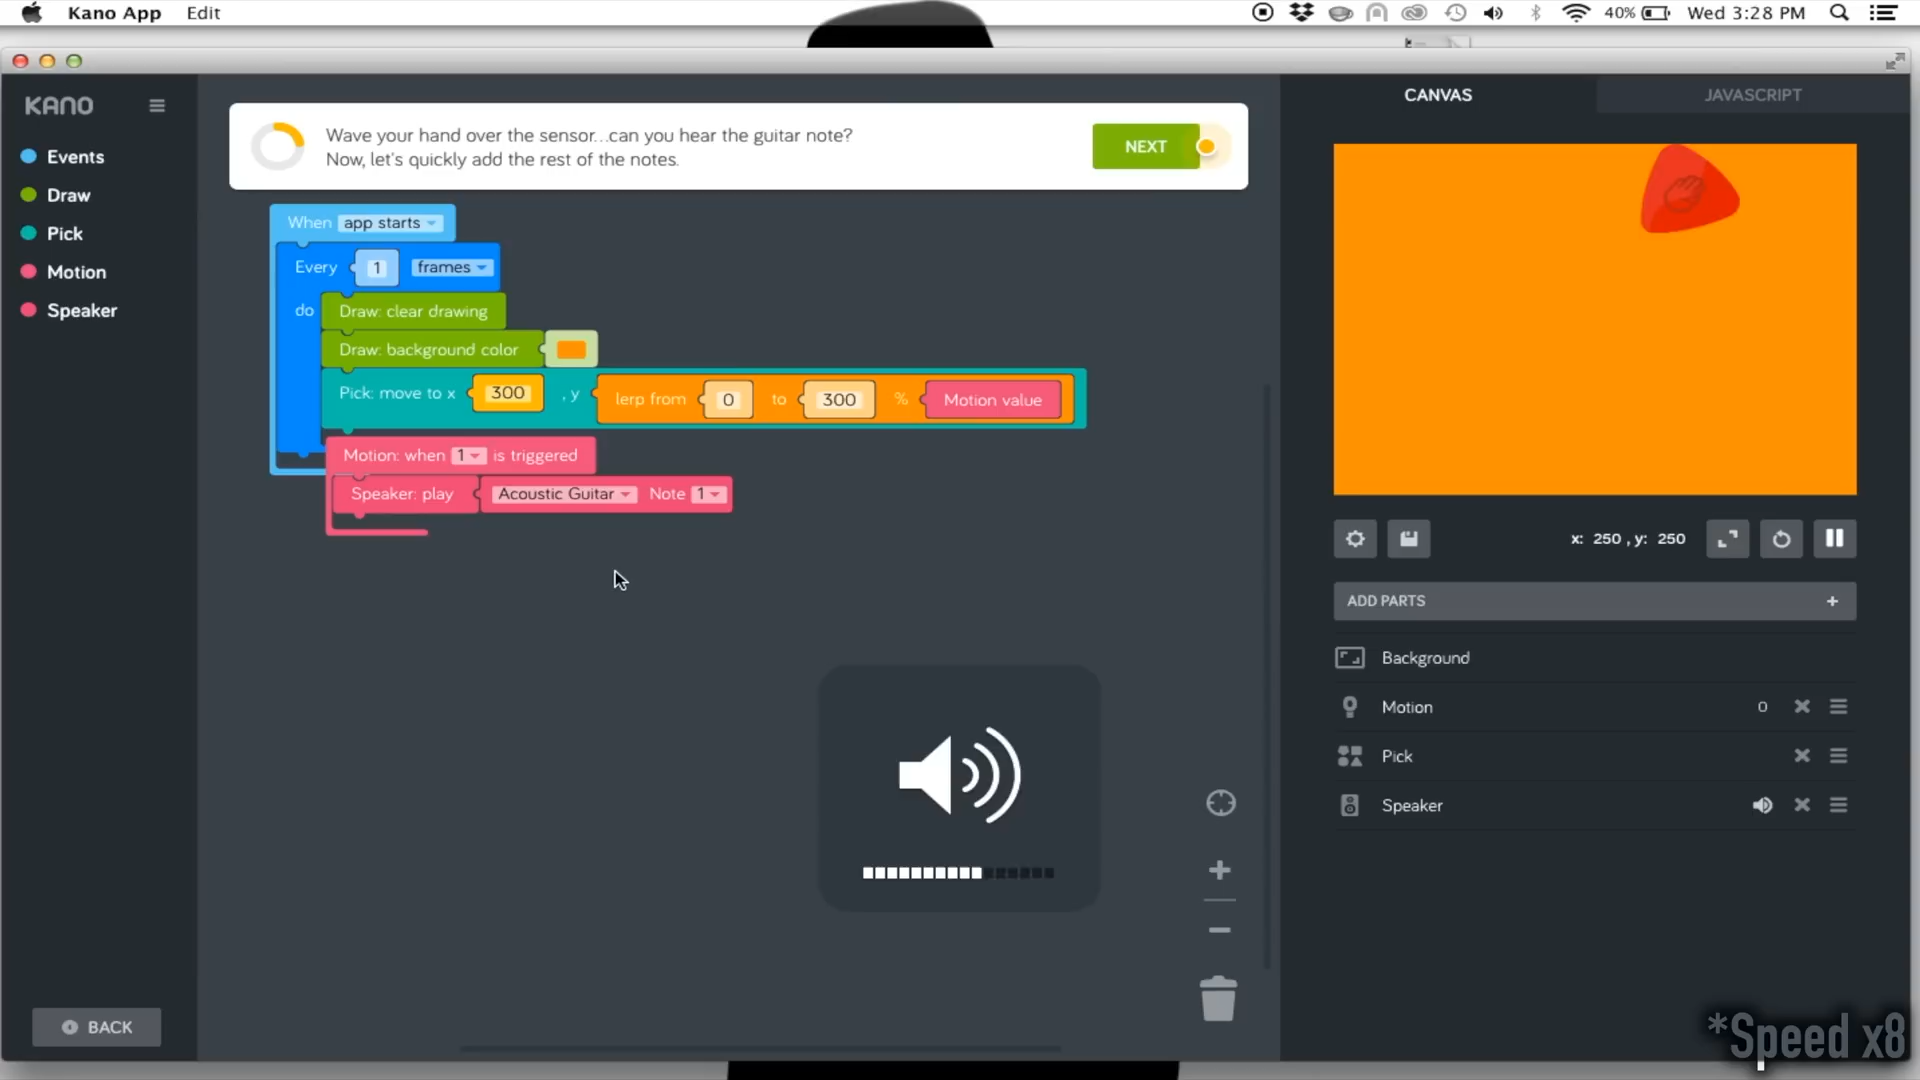 Kano App Edit 40% Wed 3:28 PM
KANO
Events
Draw
Pick
Motion
Speaker
BACK
Wave your hand over the sensor...can you hear the guitar note?
Now, let's quickly add the rest of the notes.
NEXT
When app starts
Every 1 frames
do Draw: clear drawing
Draw: background color
Pick: move to x 300 , y lerp from 0 to 300 % Motion value
Motion: when 1 is triggered
Speaker: play Acoustic Guitar Note 1
CANVAS JAVASCRIPT
x: 250 , y: 250
ADD PARTS +
Background
Motion 0
Pick
Speaker
*Speed x8